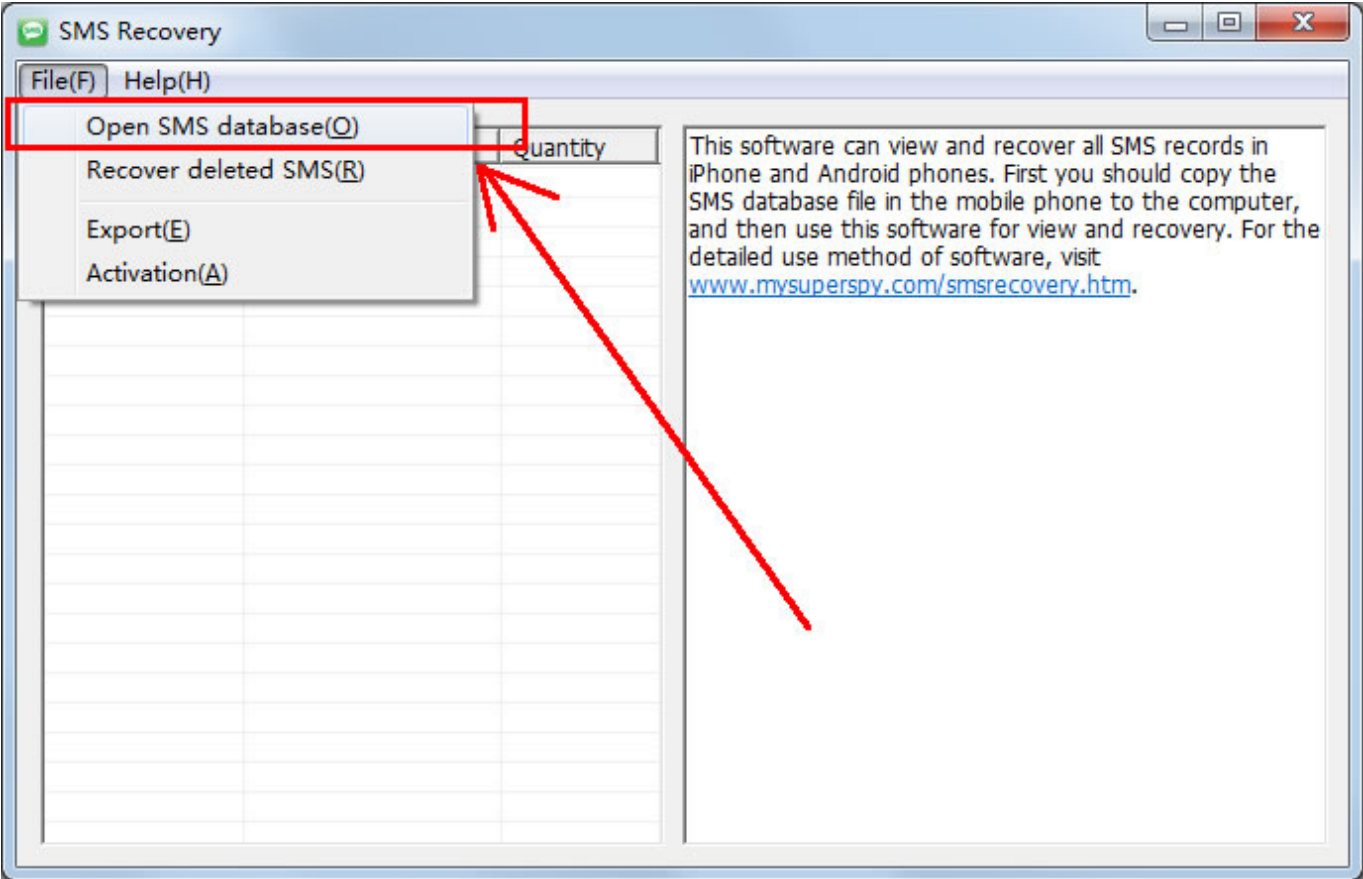 SMS Recovery
File(F) Help(H)
Open SMS database(O)
Recover deleted SMS(R)
Export(E)
Activation(A)
Quantity
This software can view and recover all SMS records in
iPhone and Android phones. First you should copy the
SMS database file in the mobile phone to the computer,
and then use this software for view and recovery. For the
detailed use method of software, visit
www.mysuperspy.com/smsrecovery.htm.